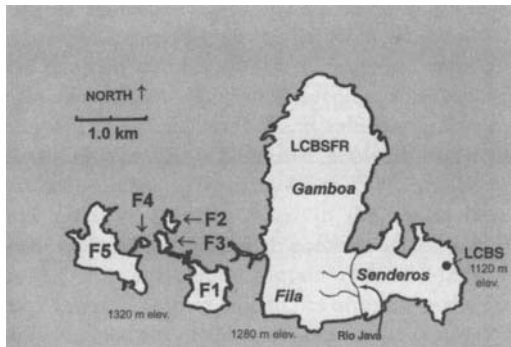 NORTH ↑
1.0 km
LCBSFR
Gamboa
F4
←F2
←F3
F5
F1
LCBS
1120 m
elev.
Senderos
Fila
1320 m elev.
1280 m elev.
Rio Java